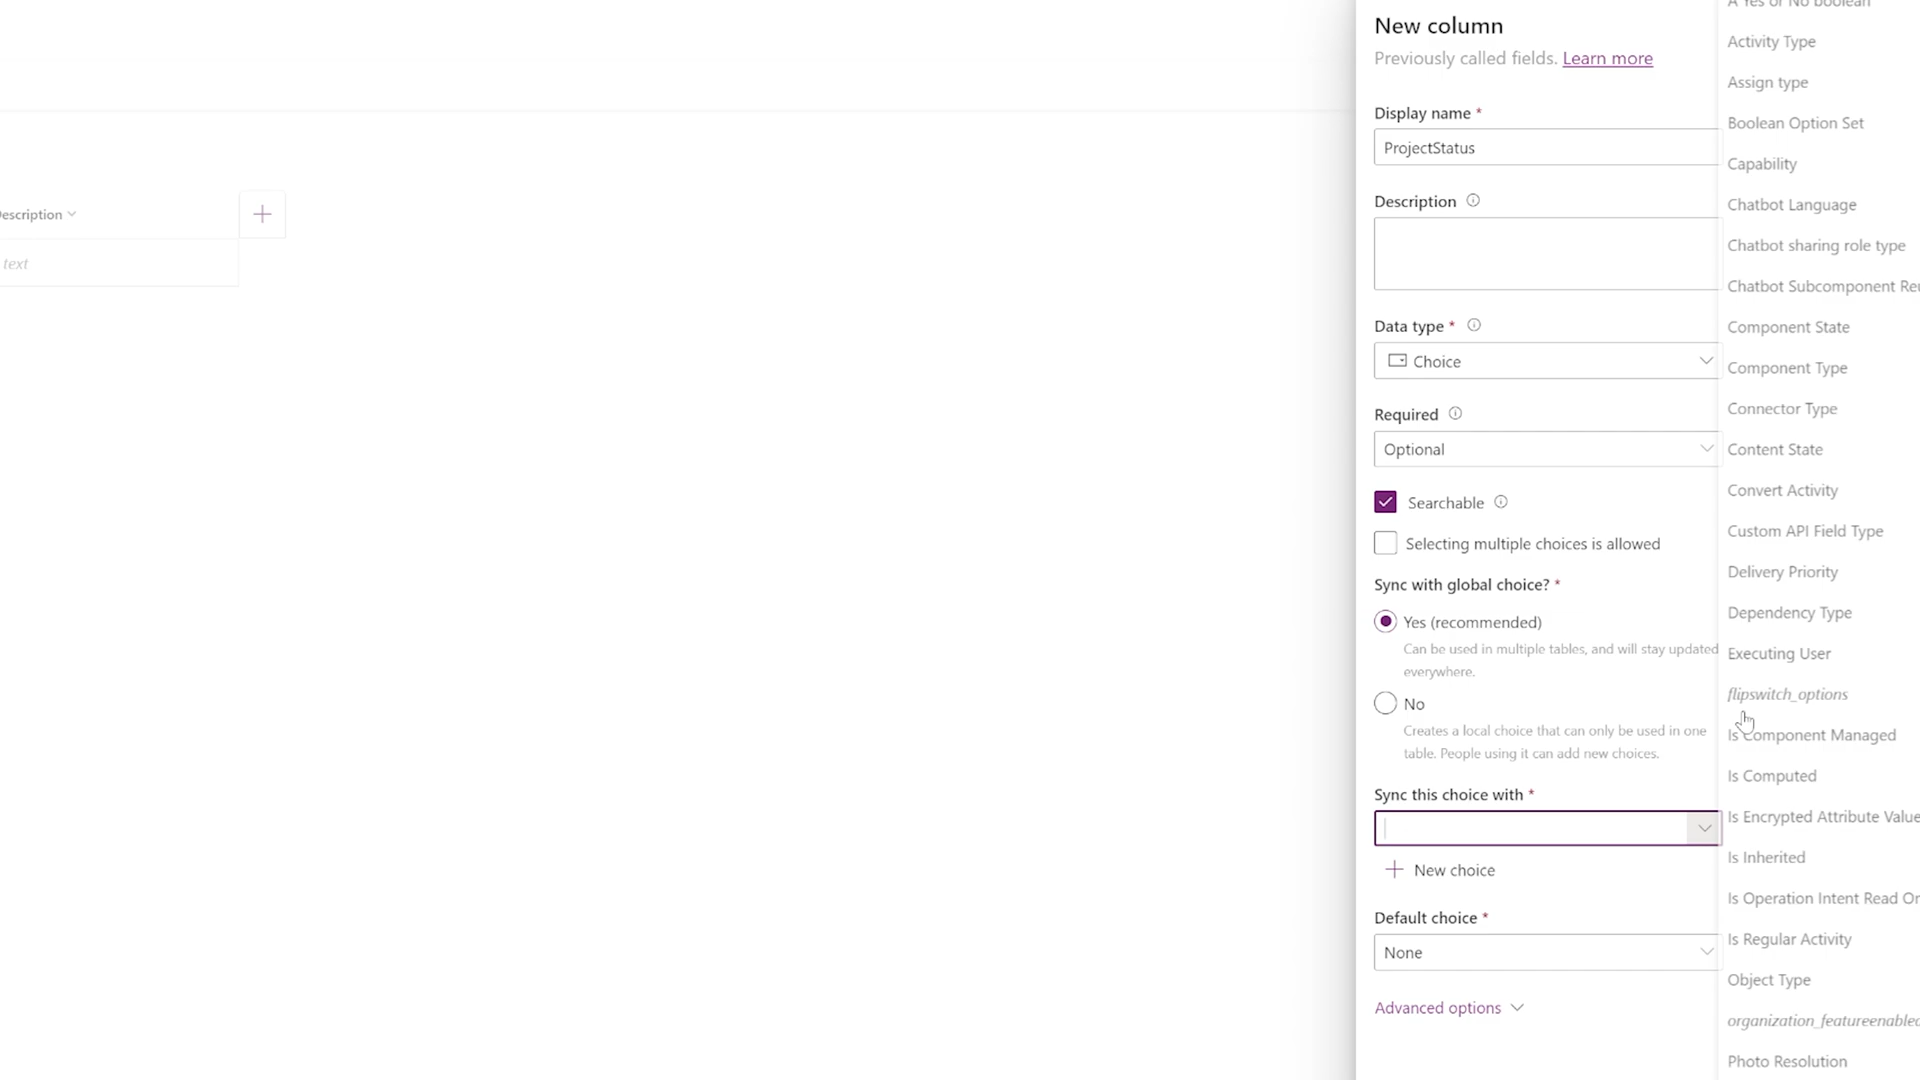 New column
Previously called fields. Learn more
Display name *
ProjectStatus
Description
Data type *
Choice
Required
Optional
Searchable
Selecting multiple choices is allowed
Sync with global choice? *
Yes (recommended)
Can be used in multiple tables, and will stay updated
everywhere.
No
Creates a local choice that can only be used in one
table. People using it can add new choices.
Sync this choice with *
New choice
Default choice *
None
Advanced options
A Yes or No boolean
Activity Type
Assign type
Boolean Option Set
Capability
Chatbot Language
Chatbot sharing role type
Chatbot Subcomponent
Component State
Component Type
Connector Type
Content State
Convert Activity
Custom API Field Type
Delivery Priority
Dependency Type
Executing User
flipswitch_options
Is Component Managed
Is Computed
Is Encrypted Attribute Value
Is Inherited
Is Operation Intent Read
Is Regular Activity
Object Type
organization_featureenabled
Photo Resolution
escription
text